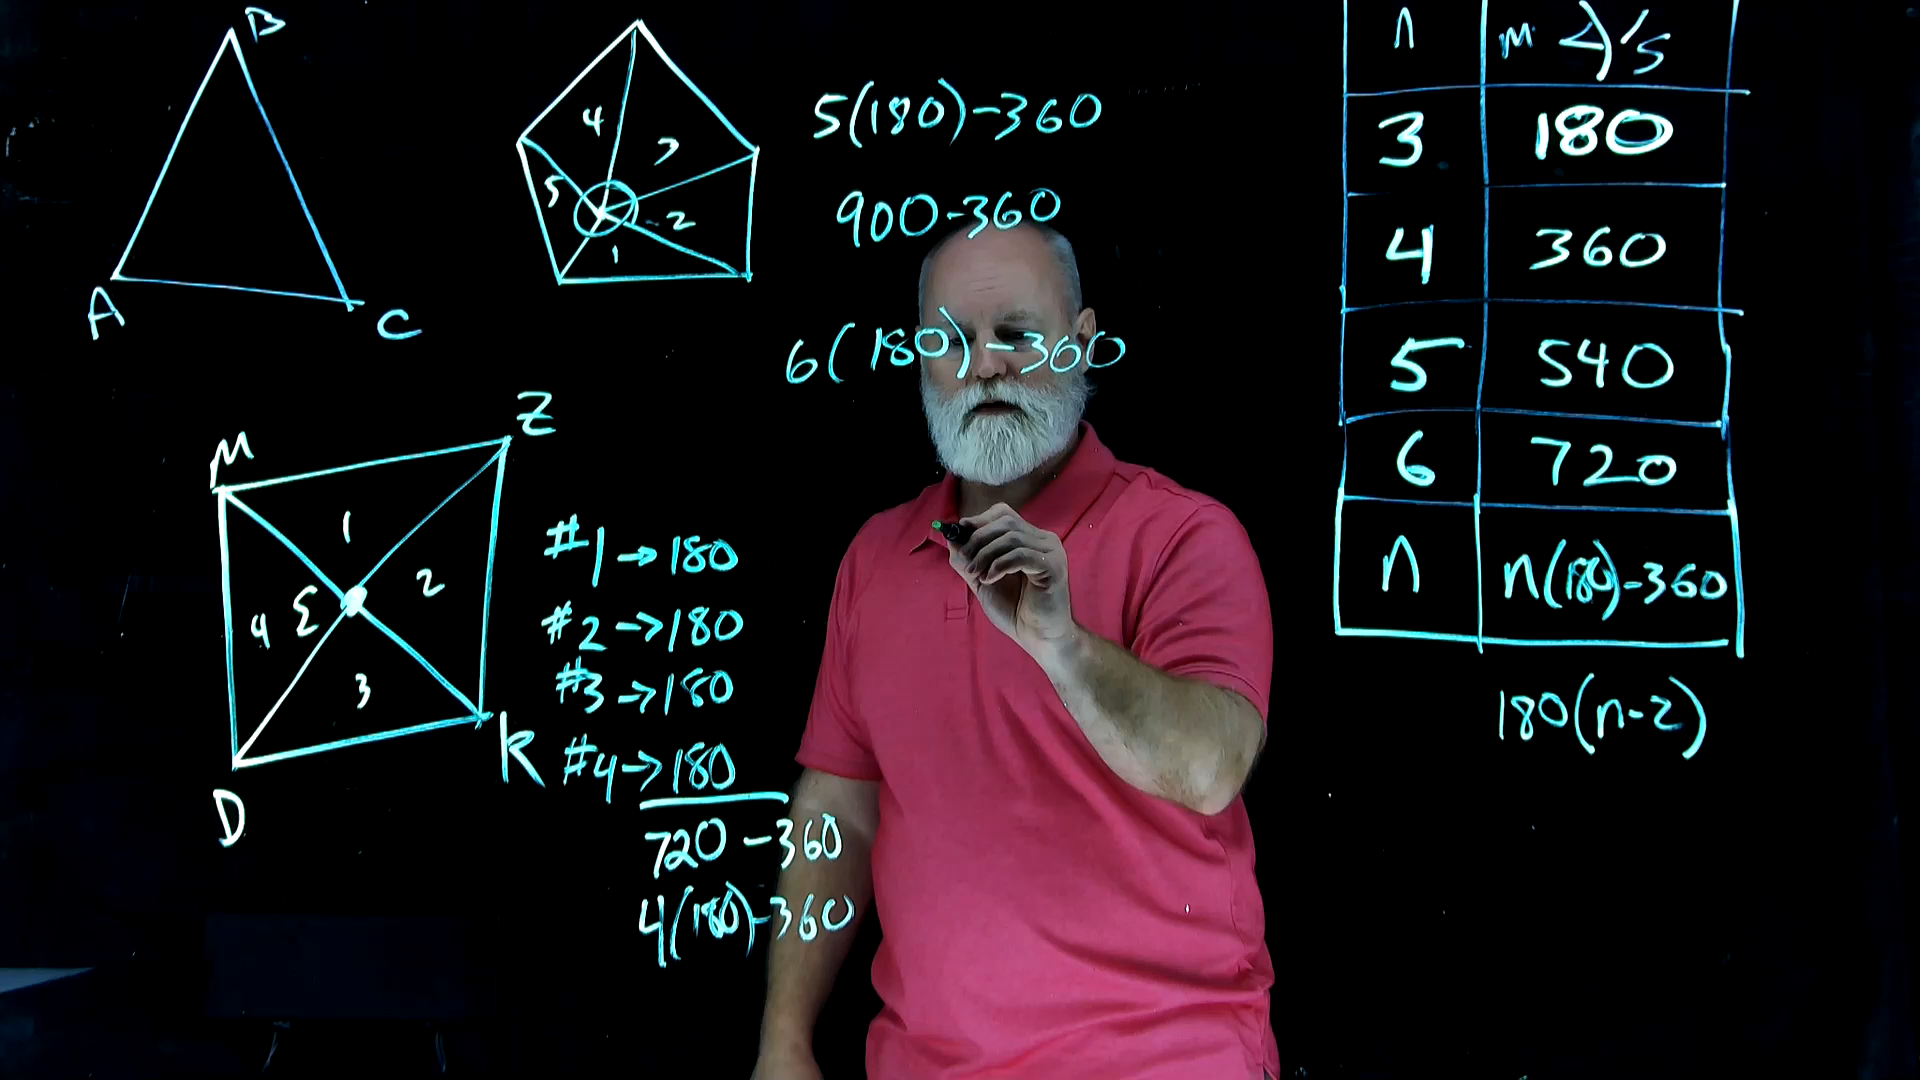 B
A
C
4
3
5
2
1
5(180)-360
900-360
6(180)-360
M
Z
1
2
4
Σ
3
D
K
#1→180
#2→180
#3→180
#4→180
720-360
4(180)-360
n m ∠'s
3 180
4 360
5 540
6 720
n n(180)-360
180(n-2)